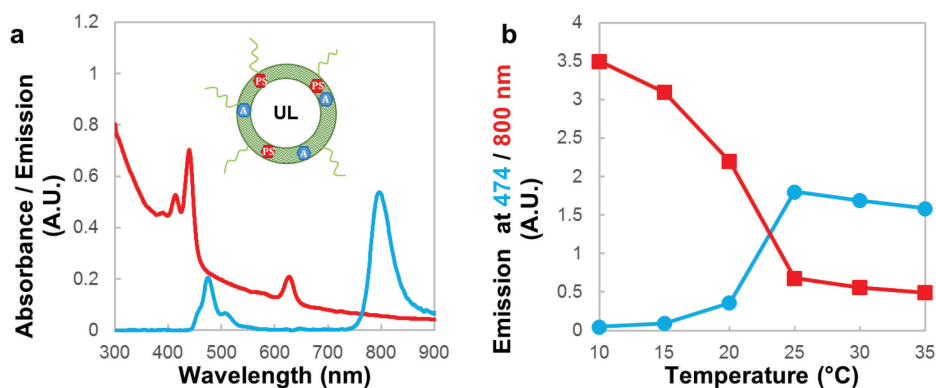 a
Absorbance / Emission
(A.U.)
1.2
1
0.8
0.6
0.4
0.2
0
PS
PS
A
A
UL
PS
A
300 400 500 600 700 800 900
Wavelength (nm)
b
Emission at 474 / 800 nm
(A.U.)
4
3.5
3
2.5
2
1.5
1
0.5
0
10 15 20 25 30 35
Temperature (°C)